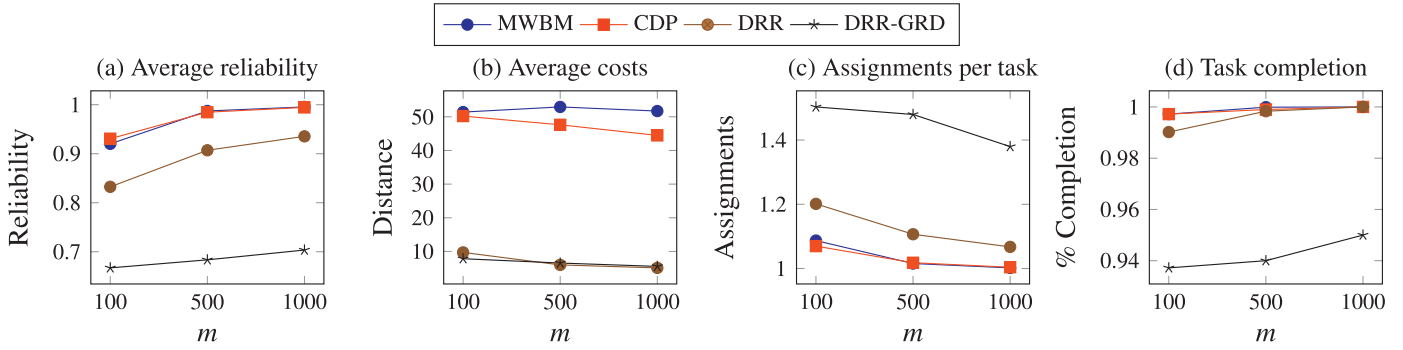 MWBM CDP DRR DRR-GRD
(a) Average reliability
Reliability
1
0.9
0.8
0.7
100 500 1000
m
(b) Average costs
Distance
50
40
30
20
10
100 500 1000
m
(c) Assignments per task
Assignments
1.4
1.2
1
100 500 1000
m
(d) Task completion
% Completion
1
0.98
0.96
0.94
100 500 1000
m